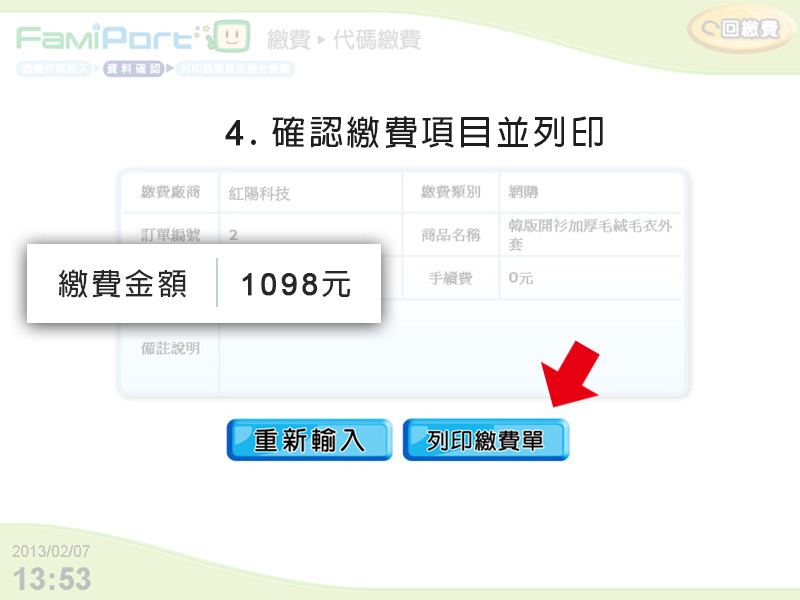 FamiPort 繳費 ▸ 代碼繳費
回繳費
繳費代碼輸入 資料確認 列印繳費單至櫃台繳費
4. 確認繳費項目並列印
繳費廠商 紅陽科技 繳費類別 網購
訂單編號 2 商品名稱 韓版開衫加厚毛絨毛衣外
套
繳費金額 1098元 手續費 0元
備註說明
重新輸入 列印繳費單
2013/02/07
13:53